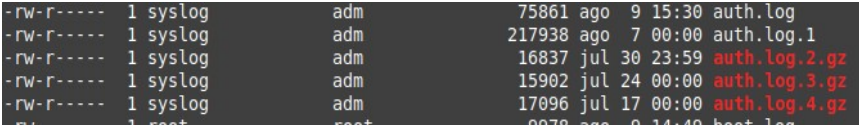 -rw-r----- 1 syslog adm 75861 ago 9 15:30 auth.log
-rw-r----- 1 syslog adm 217938 ago 7 00:00 auth.log.1
-rw-r----- 1 syslog adm 16837 jul 30 23:59 auth.log.2.gz
-rw-r----- 1 syslog adm 15902 jul 24 00:00 auth.log.3.gz
-rw-r----- 1 syslog adm 17096 jul 17 00:00 auth.log.4.gz